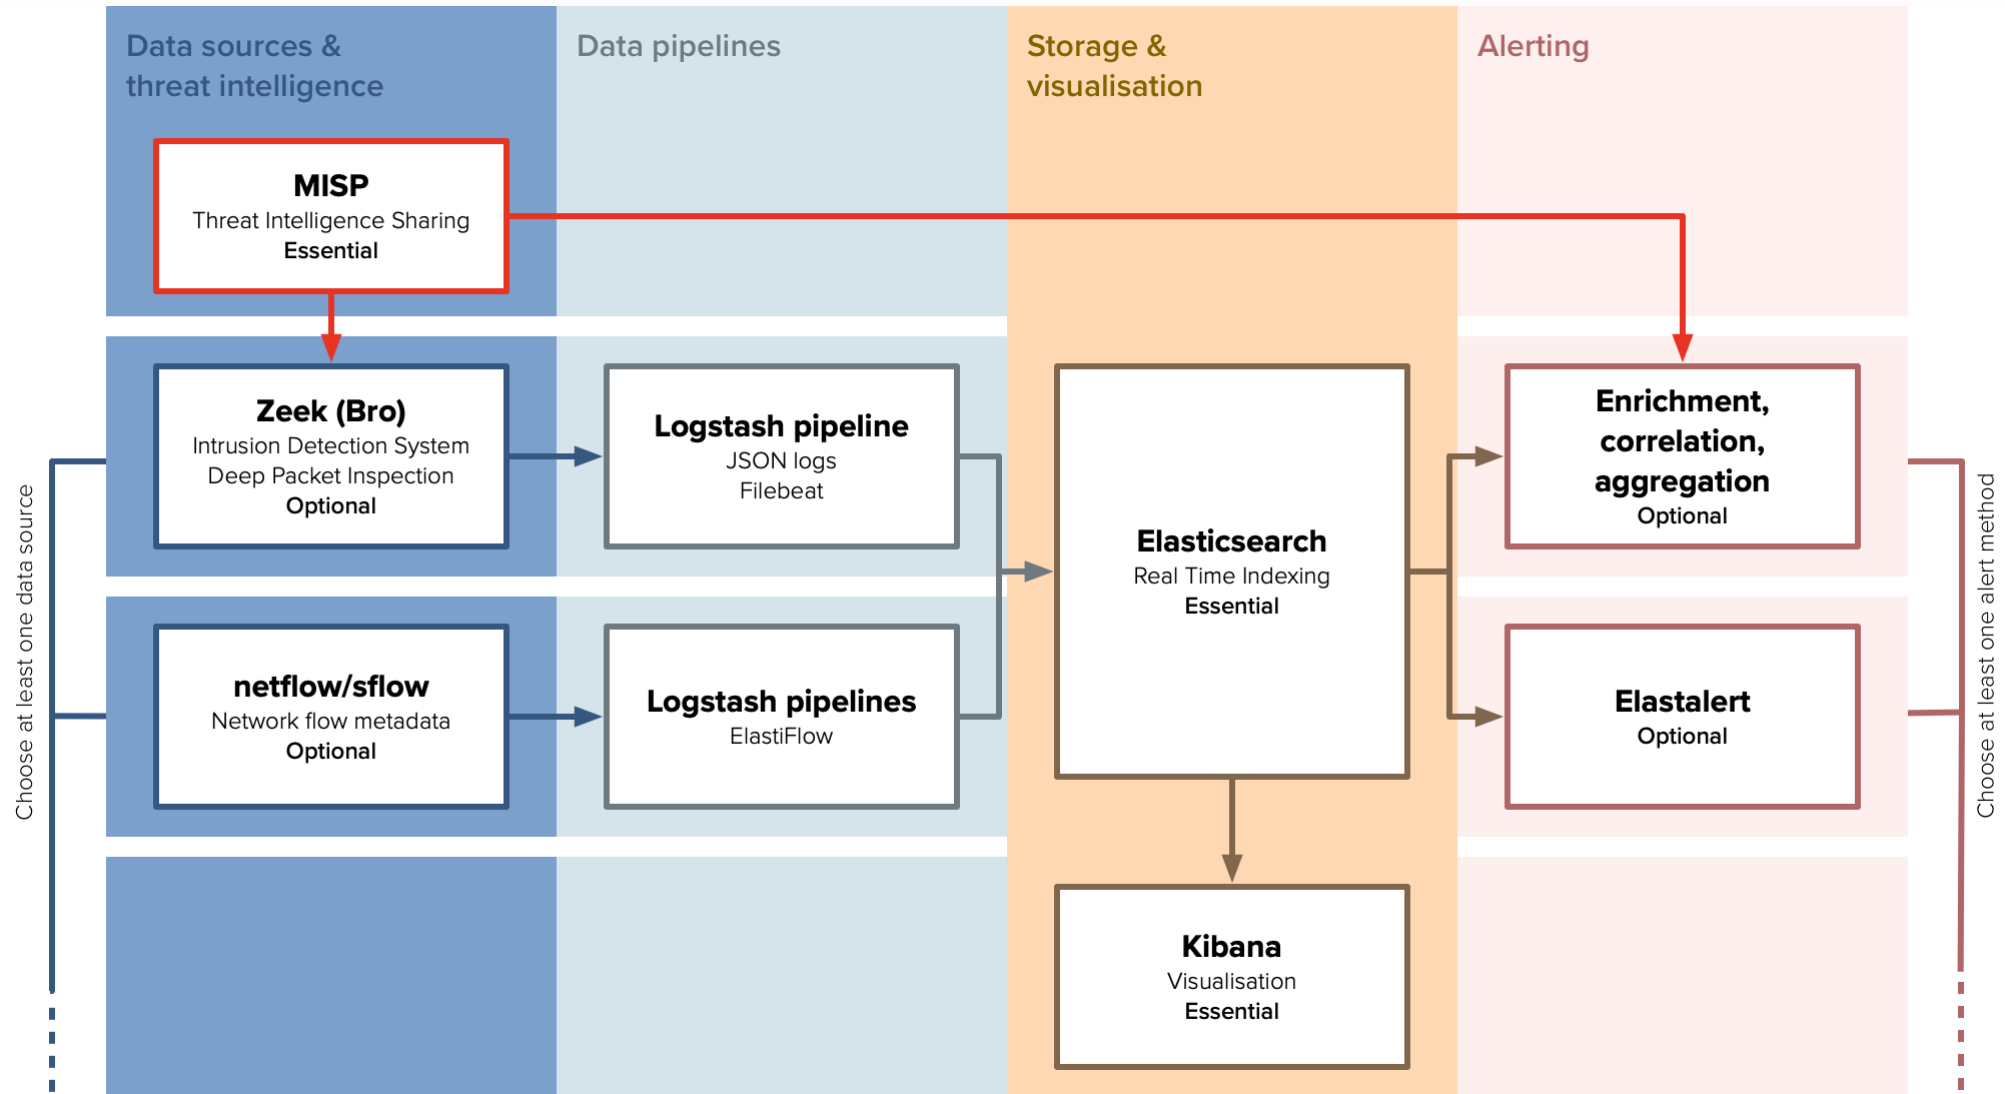 Data sources &
threat intelligence
Data pipelines
Storage &
visualisation
Alerting
MISP
Threat Intelligence Sharing
Essential
Zeek (Bro)
Intrusion Detection System
Deep Packet Inspection
Optional
Logstash pipeline
JSON logs
Filebeat
Elasticsearch
Real Time Indexing
Essential
Enrichment,
correlation,
aggregation
Optional
netflow/sflow
Network flow metadata
Optional
Logstash pipelines
ElastiFlow
Elastalert
Optional
Kibana
Visualisation
Essential
Choose at least one data source
Choose at least one alert method